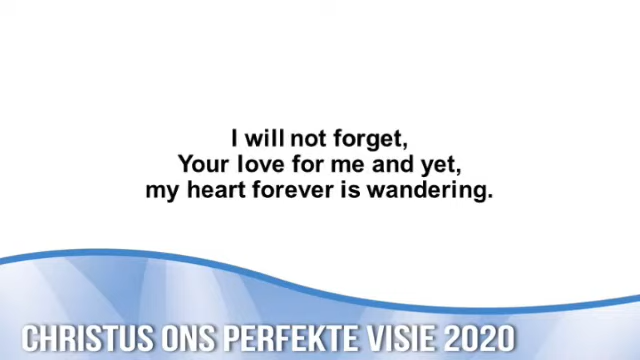 I will not forget,
Your love for me and yet,
my heart forever is wandering.
CHRISTUS ONS PERFEKTE VISIE 2020